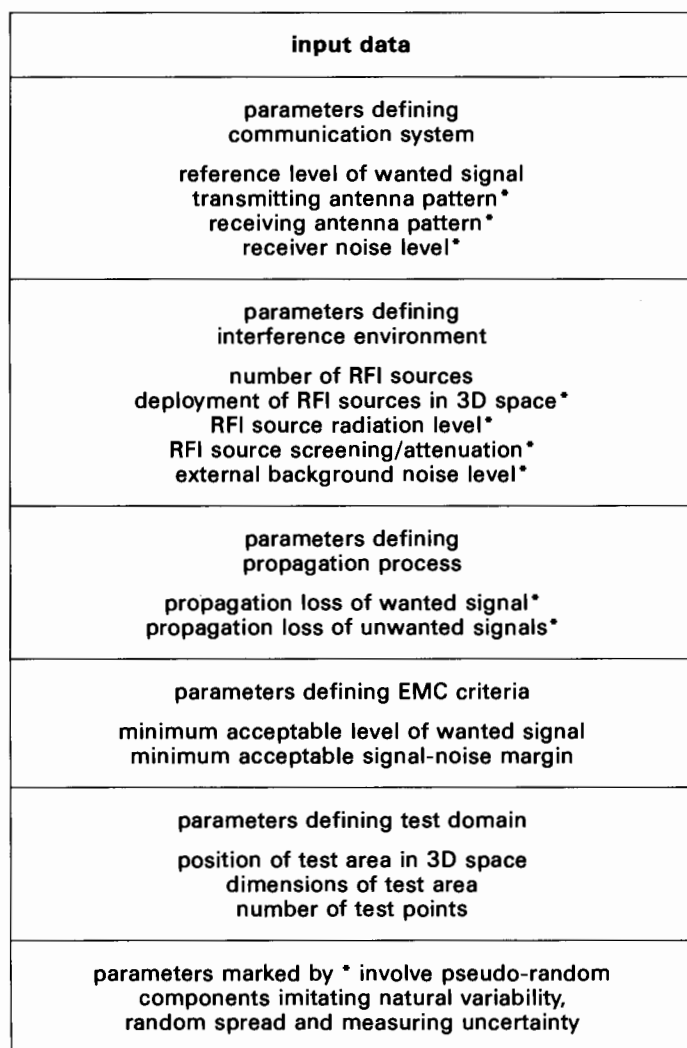 input data
parameters defining
communication system
reference level of wanted signal
transmitting antenna pattern*
receiving antenna pattern*
receiver noise level*
parameters defining
interference environment
number of RFI sources
deployment of RFI sources in 3D space*
RFI source radiation level*
RFI source screening/attenuation*
external background noise level*
parameters defining
propagation process
propagation loss of wanted signal*
propagation loss of unwanted signals*
parameters defining EMC criteria
minimum acceptable level of wanted signal
minimum acceptable signal-noise margin
parameters defining test domain
position of test area in 3D space
dimensions of test area
number of test points
parameters marked by * involve pseudo-random
components imitating natural variability,
random spread and measuring uncertainty